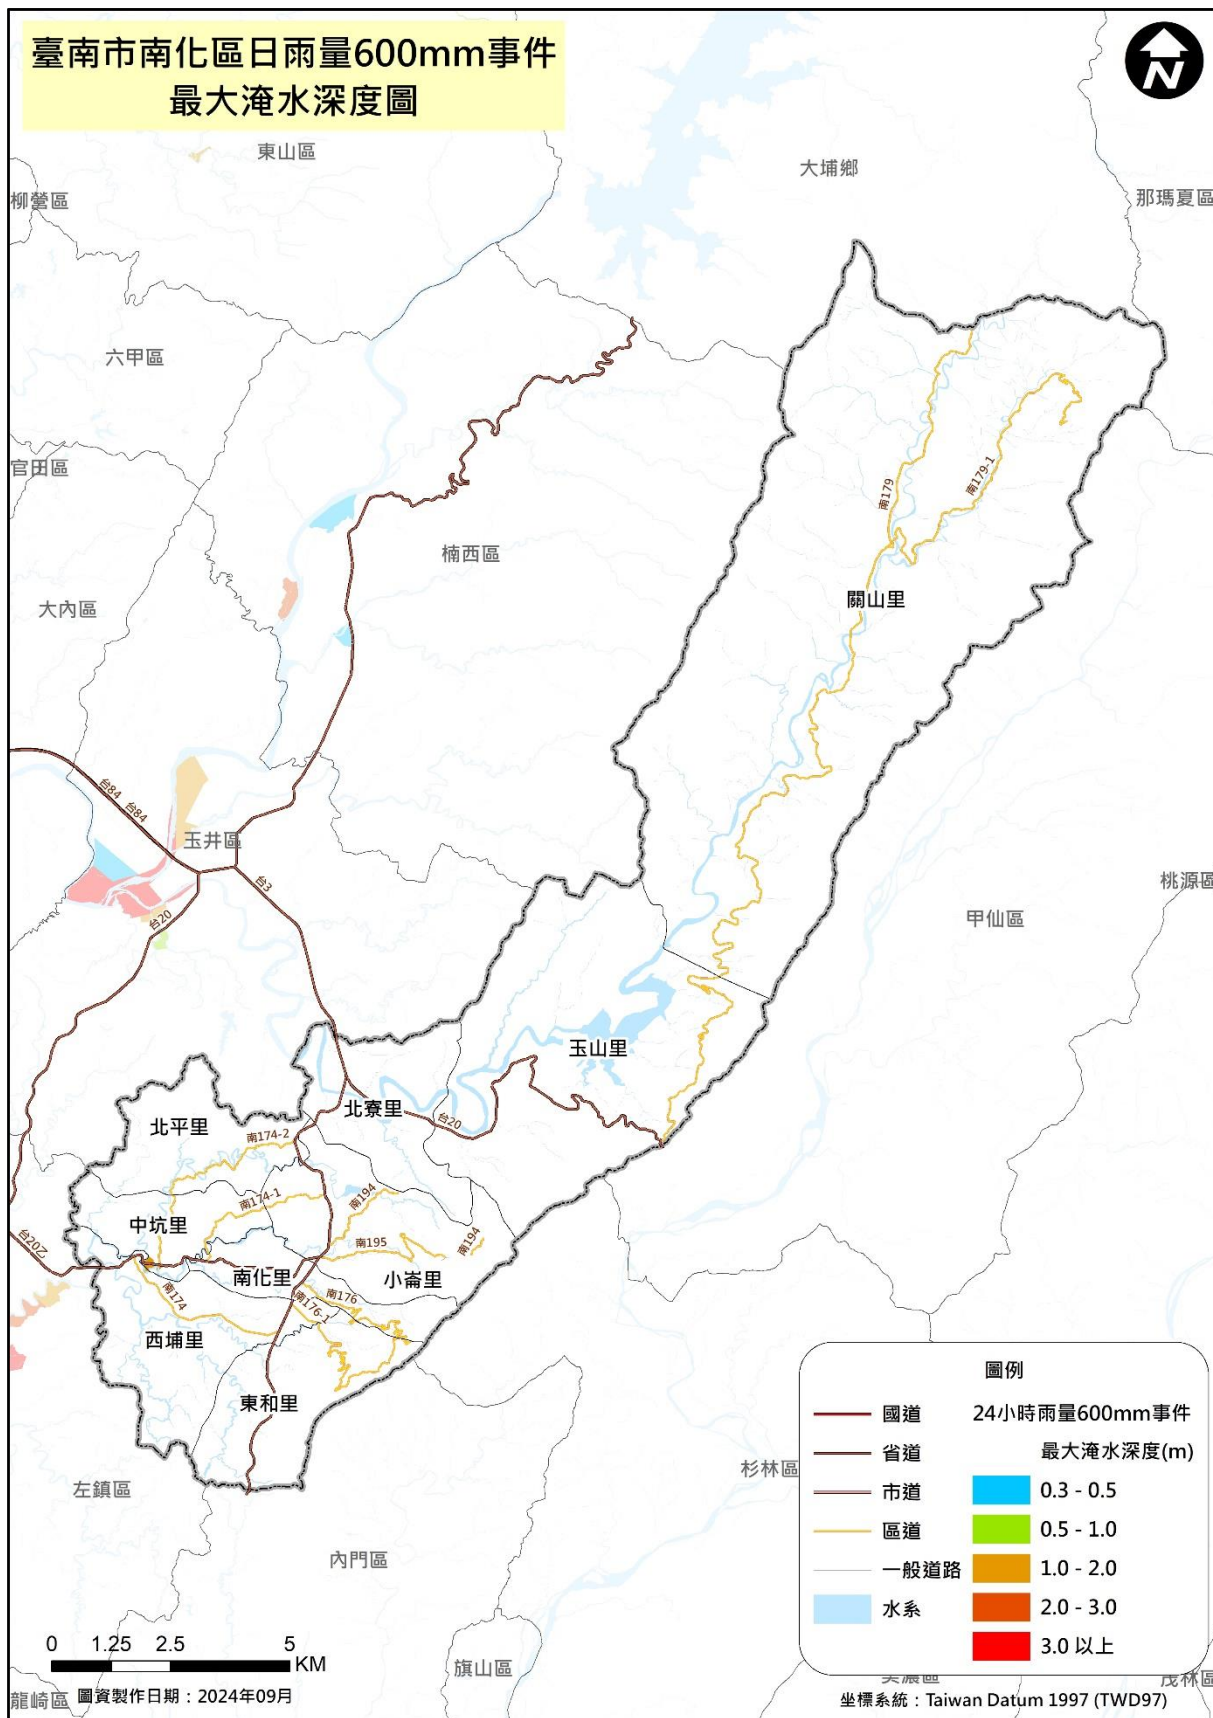 臺南市南化區日雨量600mm事件
最大淹水深度圖
N
東山區
大埔鄉
柳營區
那瑪夏區
六甲區
官田區
南179
南179-1
楠西區
大內區
關山里
台84 台84
玉井區
台3
桃源區
台20
甲仙區
玉山里
北寮里
台20
北平里
南174-2
南174-1
南194
中坑里
台20乙
南195
南194
南化里
小崙里
南174
南176
南176-1
西埔里
東和里
左鎮區
杉林區
內門區
旗山區
龍崎區
美濃區
茂林區
圖例
國道
省道
市道
區道
一般道路
水系
24小時雨量600mm事件
最大淹水深度(m)
0.3 - 0.5
0.5 - 1.0
1.0 - 2.0
2.0 - 3.0
3.0 以上
0 1.25 2.5 5
KM
圖資製作日期：2024年09月
坐標系統：Taiwan Datum 1997 (TWD97)